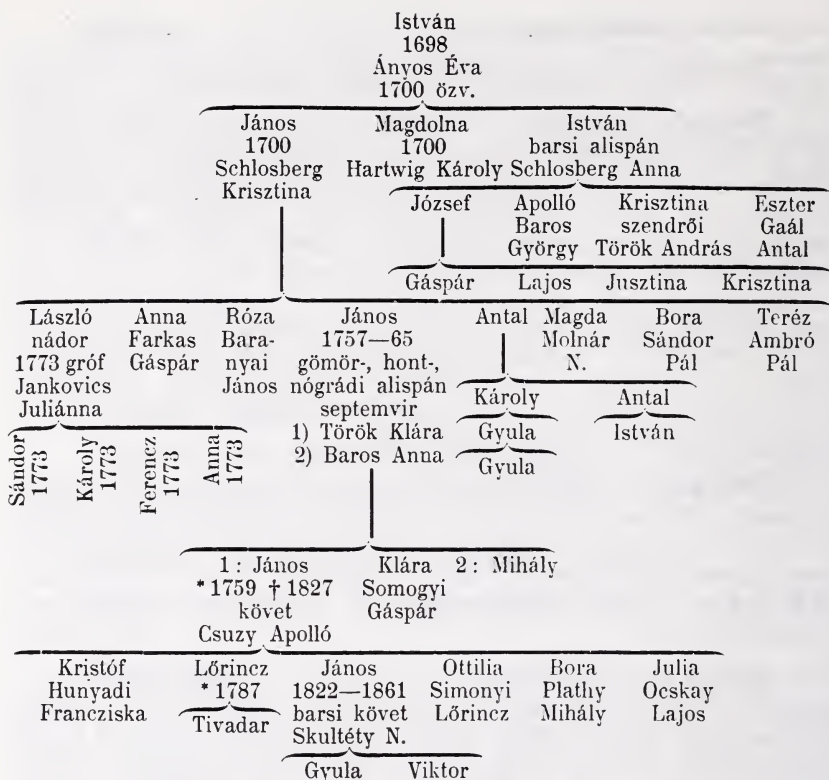 István
1698
Ányos Éva
1700 özv.
János Magdolna István
1700 1700 barsi alispán
Schlosberg Hartwig Károly Schlosberg Anna
Krisztina
József Apolló Krisztina Eszter
Baros szendrői Gaál
György Török András Antal
Gáspár Lajos Jusztina Krisztina
László Anna Róza János Antal Magda Bora Teréz
nádor Farkas Bara- 1757—65 Molnár Sándor Ambró
1773 gróf Gáspár nyai gömör-, hont-, N. Pál Pál
Jankovics János nógrádi alispán
Juliánna septemvir Károly Antal
1) Török Klára Gyula István
2) Baros Anna Gyula
Sándor 1773
Károly 1773
Ferencz 1773
Anna 1773
1: János Klára 2: Mihály
* 1759 † 1827 Somogyi
követ Gáspár
Csuzy Apolló
Kristóf Lőrincz János Ottilia Bora Julia
Hunyadi * 1787 1822—1861 Simonyi Plathy Ocskay
Francziska Tivadar barsi követ Lőrincz Mihály Lajos
Skultéty N.
Gyula Viktor